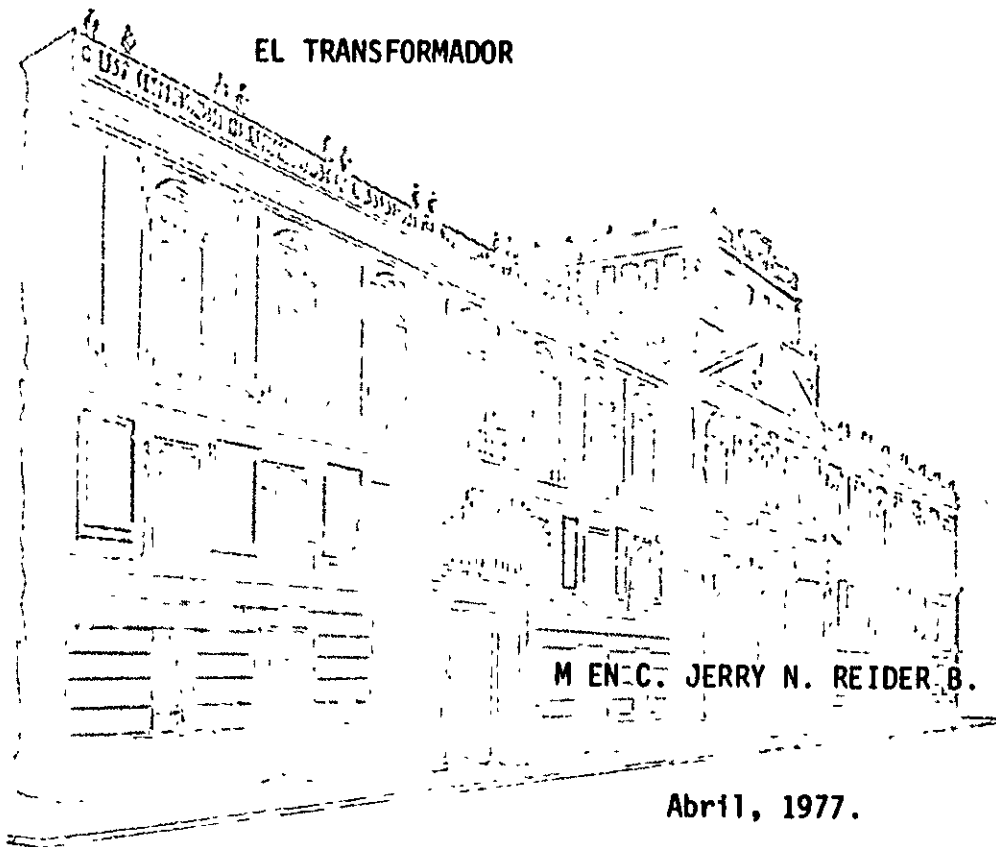 EL TRANSFORMADOR
M EN C. JERRY N. REIDER B.
Abril, 1977.